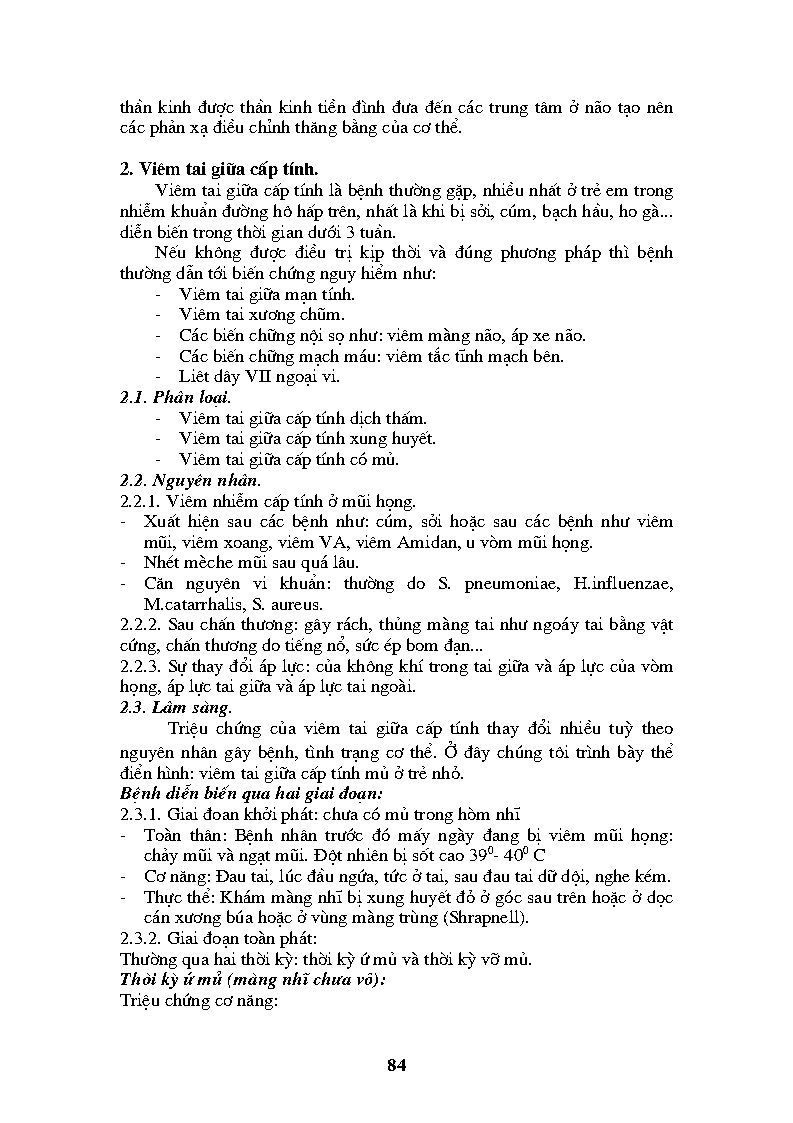 thần kinh được thần kinh tiền đình đưa đến các trung tâm ở não tạo nên
các phản xạ điều chỉnh thăng bằng của cơ thể.
2. Viêm tai giữa cấp tính.
Viêm tai giữa cấp tính là bệnh thường gặp, nhiều nhất ở trẻ em trong
nhiễm khuẩn đường hô hấp trên, nhất là khi bị sởi, cúm, bạch hầu, ho gà...
diễn biến trong thời gian dưới 3 tuần.
Nếu không được điều trị kịp thời và đúng phương pháp thì bệnh
thường dẫn tới biến chứng nguy hiểm như:
- Viêm tai giữa mạn tính.
- Viêm tai xương chũm.
- Các biến chững nội sọ như: viêm màng não, áp xe não.
- Các biến chững mạch máu: viêm tắc tĩnh mạch bên.
- Liêt dây VII ngoại vi.
2.1. Phân loại.
- Viêm tai giữa cấp tính dịch thấm.
- Viêm tai giữa cấp tính xung huyết.
- Viêm tai giữa cấp tính có mủ.
2.2. Nguyên nhân.
2.2.1. Viêm nhiễm cấp tính ở mũi họng.
- Xuất hiện sau các bệnh như: cúm, sởi hoặc sau các bệnh như viêm
mũi, viêm xoang, viêm VA, viêm Amidan, u vòm mũi họng.
- Nhét mèche mũi sau quá lâu.
- Căn nguyên vi khuẩn: thường do S. pneumoniae, H.influenzae,
M.catarrhalis, S. aureus.
2.2.2. Sau chấn thương: gây rách, thủng màng tai như ngoáy tai bằng vật
cứng, chấn thương do tiếng nổ, sức ép bom đạn...
2.2.3. Sự thay đổi áp lực: của không khí trong tai giữa và áp lực của vòm
họng, áp lực tai giữa và áp lực tai ngoài.
2.3. Lâm sàng.
Triệu chứng của viêm tai giữa cấp tính thay đổi nhiều tuỳ theo
nguyên nhân gây bệnh, tình trạng cơ thể. Ở đây chúng tôi trình bày thể
điển hình: viêm tai giữa cấp tính mủ ở trẻ nhỏ.
Bệnh diễn biến qua hai giai đoạn:
2.3.1. Giai đoan khởi phát: chưa có mủ trong hòm nhĩ
- Toàn thân: Bệnh nhân trước đó mấy ngày đang bị viêm mũi họng:
chảy mũi và ngạt mũi. Đột nhiên bị sốt cao 39⁰- 40⁰ C
- Cơ năng: Đau tai, lúc đầu ngứa, tức ở tai, sau đau tai dữ dội, nghe kém.
- Thực thể: Khám màng nhĩ bị xung huyết đỏ ở góc sau trên hoặc ở dọc
cán xương búa hoặc ở vùng màng trùng (Shrapnell).
2.3.2. Giai đoạn toàn phát:
Thường qua hai thời kỳ: thời kỳ ứ mủ và thời kỳ vỡ mủ.
Thời kỳ ứ mủ (màng nhĩ chưa vỡ):
Triệu chứng cơ năng:
84